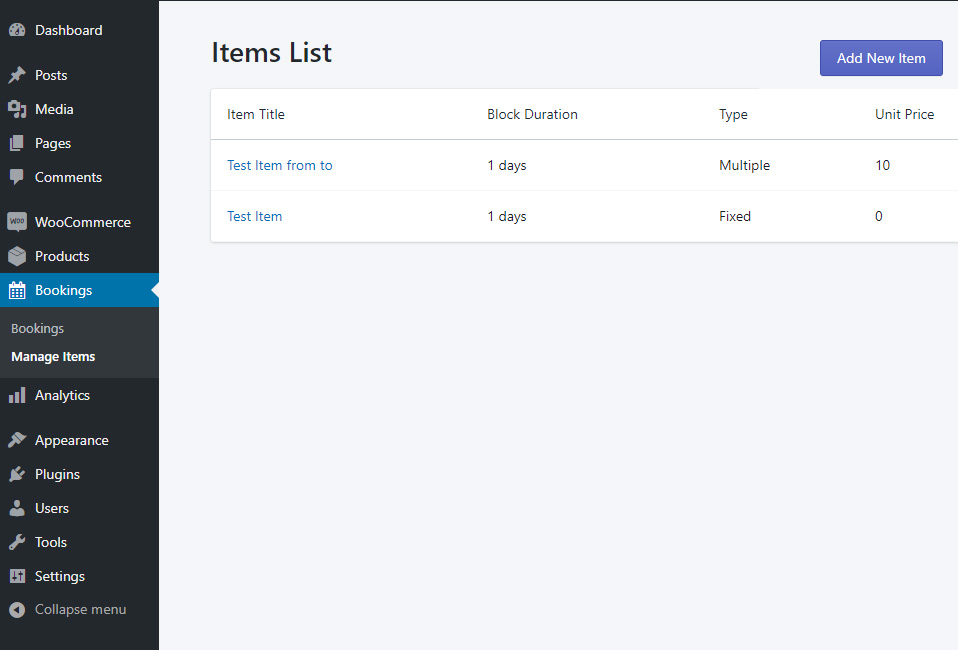 Dashboard
Posts
Media
Pages
Comments
Woo WooCommerce
Products
Bookings
Bookings
Manage Items
Analytics
Appearance
Plugins
Users
Tools
Settings
Collapse menu
Items List
Add New Item
Item Title Block Duration Type Unit Price
Test Item from to 1 days Multiple 10
Test Item 1 days Fixed 0